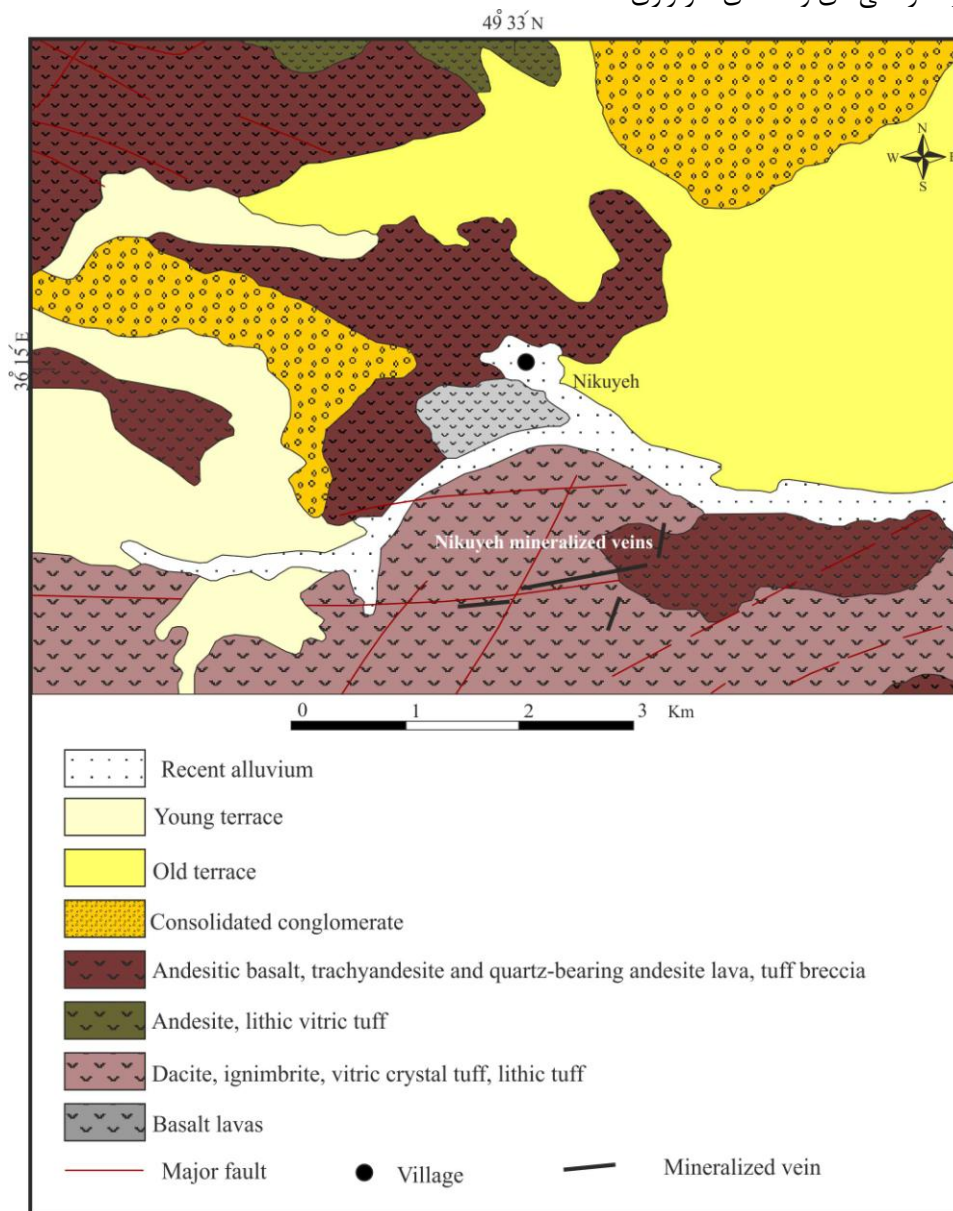 49° 33′ N
N
W
S
36° 15′ E
Nikuyeh
Nikuyeh mineralized veins
0 1 2 3 Km
Recent alluvium
Young terrace
Old terrace
Consolidated conglomerate
Andesitic basalt, trachyandesite and quartz-bearing andesite lava, tuff breccia
Andesite, lithic vitric tuff
Dacite, ignimbrite, vitric crystal tuff, lithic tuff
Basalt lavas
Major fault
Village
Mineralized vein